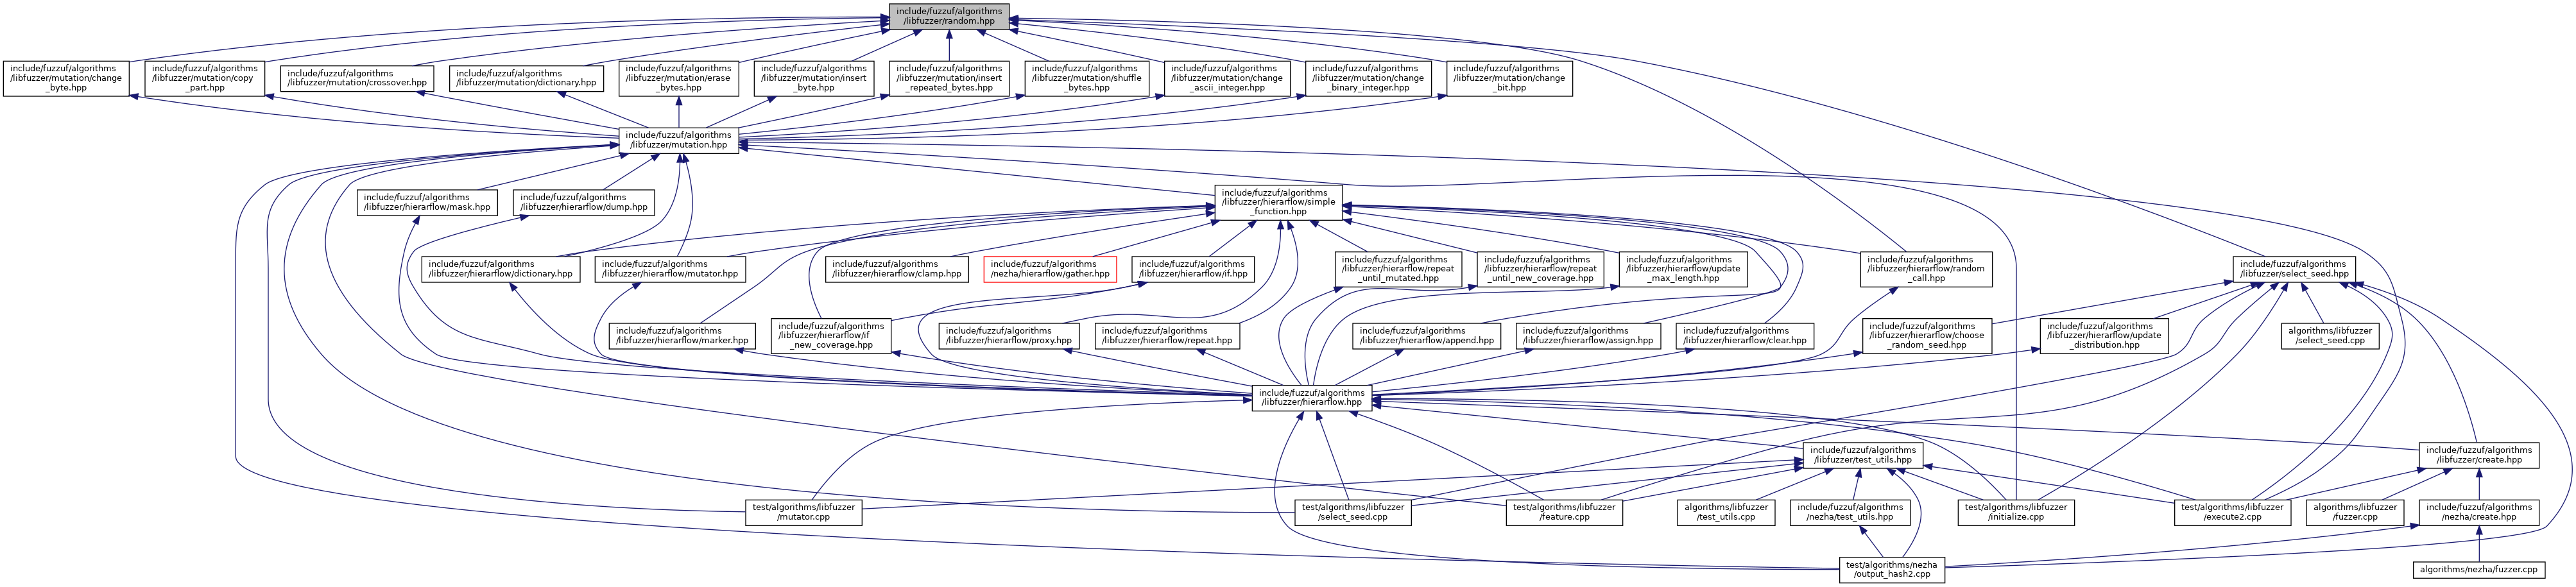 include/fuzzuf/algorithms
/libfuzzer/random.hpp
include/fuzzuf/algorithms
/libfuzzer/mutation/change
_byte.hpp
include/fuzzuf/algorithms
/libfuzzer/mutation/copy
_part.hpp
include/fuzzuf/algorithms
/libfuzzer/mutation/crossover.hpp
include/fuzzuf/algorithms
/libfuzzer/mutation/dictionary.hpp
include/fuzzuf/algorithms
/libfuzzer/mutation/erase
_bytes.hpp
include/fuzzuf/algorithms
/libfuzzer/mutation/insert
_byte.hpp
include/fuzzuf/algorithms
/libfuzzer/mutation/insert
_repeated_bytes.hpp
include/fuzzuf/algorithms
/libfuzzer/mutation/shuffle
_bytes.hpp
include/fuzzuf/algorithms
/libfuzzer/mutation/change
_ascii_integer.hpp
include/fuzzuf/algorithms
/libfuzzer/mutation/change
_binary_integer.hpp
include/fuzzuf/algorithms
/libfuzzer/mutation/change
_bit.hpp
include/fuzzuf/algorithms
/libfuzzer/mutation.hpp
include/fuzzuf/algorithms
/libfuzzer/hierarflow/mask.hpp
include/fuzzuf/algorithms
/libfuzzer/hierarflow/dump.hpp
include/fuzzuf/algorithms
/libfuzzer/hierarflow/simple
_function.hpp
include/fuzzuf/algorithms
/libfuzzer/hierarflow/dictionary.hpp
include/fuzzuf/algorithms
/libfuzzer/hierarflow/mutator.hpp
include/fuzzuf/algorithms
/libfuzzer/hierarflow/clamp.hpp
include/fuzzuf/algorithms
/nezha/hierarflow/gather.hpp
include/fuzzuf/algorithms
/libfuzzer/hierarflow/if.hpp
include/fuzzuf/algorithms
/libfuzzer/hierarflow/repeat
_until_mutated.hpp
include/fuzzuf/algorithms
/libfuzzer/hierarflow/repeat
_until_new_coverage.hpp
include/fuzzuf/algorithms
/libfuzzer/hierarflow/update
_max_length.hpp
include/fuzzuf/algorithms
/libfuzzer/hierarflow/random
_call.hpp
include/fuzzuf/algorithms
/libfuzzer/select_seed.hpp
include/fuzzuf/algorithms
/libfuzzer/hierarflow/marker.hpp
include/fuzzuf/algorithms
/libfuzzer/hierarflow/if
_new_coverage.hpp
include/fuzzuf/algorithms
/libfuzzer/hierarflow/proxy.hpp
include/fuzzuf/algorithms
/libfuzzer/hierarflow/repeat.hpp
include/fuzzuf/algorithms
/libfuzzer/hierarflow/append.hpp
include/fuzzuf/algorithms
/libfuzzer/hierarflow/assign.hpp
include/fuzzuf/algorithms
/libfuzzer/hierarflow/clear.hpp
include/fuzzuf/algorithms
/libfuzzer/hierarflow/choose
_random_seed.hpp
include/fuzzuf/algorithms
/libfuzzer/hierarflow/update
_distribution.hpp
algorithms/libfuzzer
/select_seed.cpp
include/fuzzuf/algorithms
/libfuzzer/hierarflow.hpp
include/fuzzuf/algorithms
/libfuzzer/test_utils.hpp
include/fuzzuf/algorithms
/libfuzzer/create.hpp
test/algorithms/libfuzzer
/mutator.cpp
test/algorithms/libfuzzer
/select_seed.cpp
test/algorithms/libfuzzer
/feature.cpp
algorithms/libfuzzer
/test_utils.cpp
include/fuzzuf/algorithms
/nezha/test_utils.hpp
test/algorithms/libfuzzer
/initialize.cpp
test/algorithms/libfuzzer
/execute2.cpp
algorithms/libfuzzer
/fuzzer.cpp
include/fuzzuf/algorithms
/nezha/create.hpp
test/algorithms/nezha
/output_hash2.cpp
algorithms/nezha/fuzzer.cpp